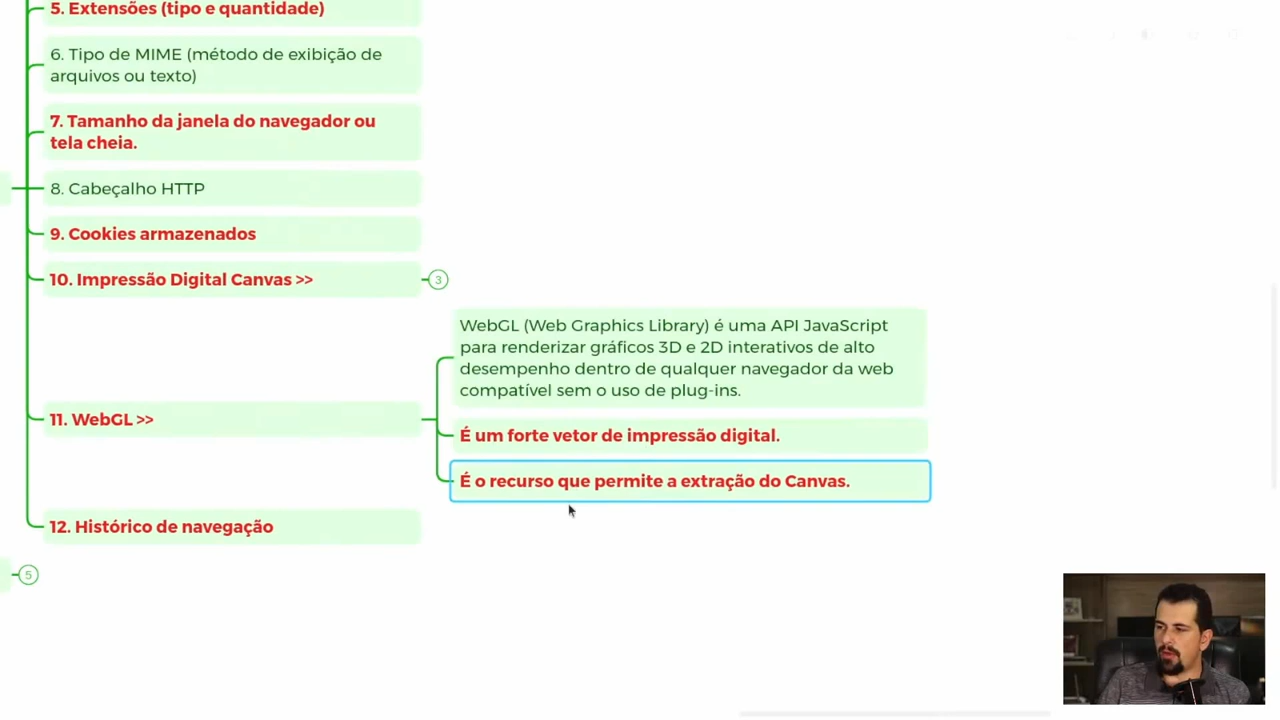 5. Extensões (tipo e quantidade)
6. Tipo de MIME (método de exibição de
arquivos ou texto)
7. Tamanho da janela do navegador ou
tela cheia.
8. Cabeçalho HTTP
9. Cookies armazenados
10. Impressão Digital Canvas >>
3
WebGL (Web Graphics Library) é uma API JavaScript
para renderizar gráficos 3D e 2D interativos de alto
desempenho dentro de qualquer navegador da web
compatível sem o uso de plug-ins.
11. WebGL >>
É um forte vetor de impressão digital.
É o recurso que permite a extração do Canvas.
12. Histórico de navegação
5